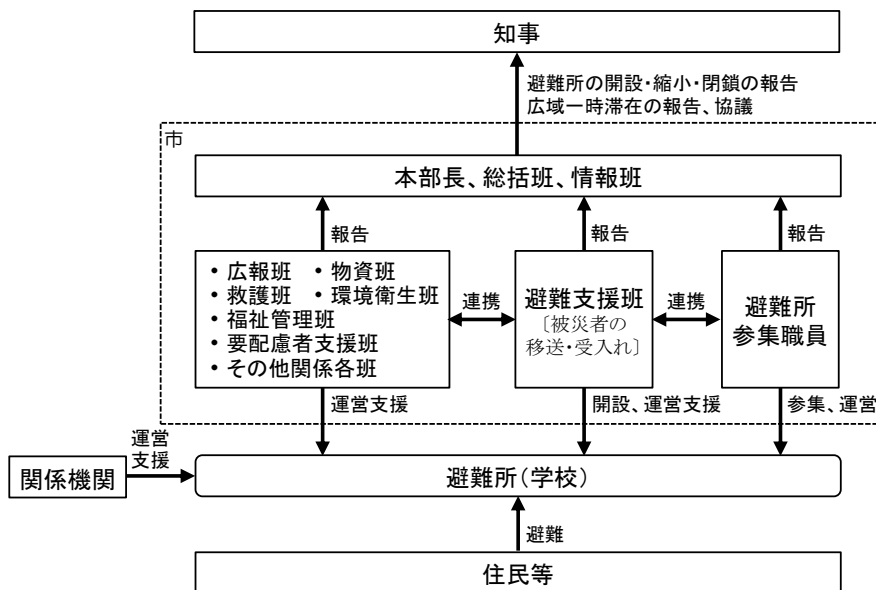 知事
避難所の開設・縮小・閉鎖の報告
広域一時滞在の報告、協議
市
本部長、総括班、情報班
報告
報告
報告
・ 広報班 ・ 物資班
・ 救護班 ・ 環境衛生班
・ 福祉管理班
・ 要配慮者支援班
・ その他関係各班
連携
避難支援班
〔被災者の
移送・受入れ〕
連携
避難所
参集職員
運営支援
開設、運営支援
参集、運営
運営
支援
関係機関
避難所（学校）
避難
住民等